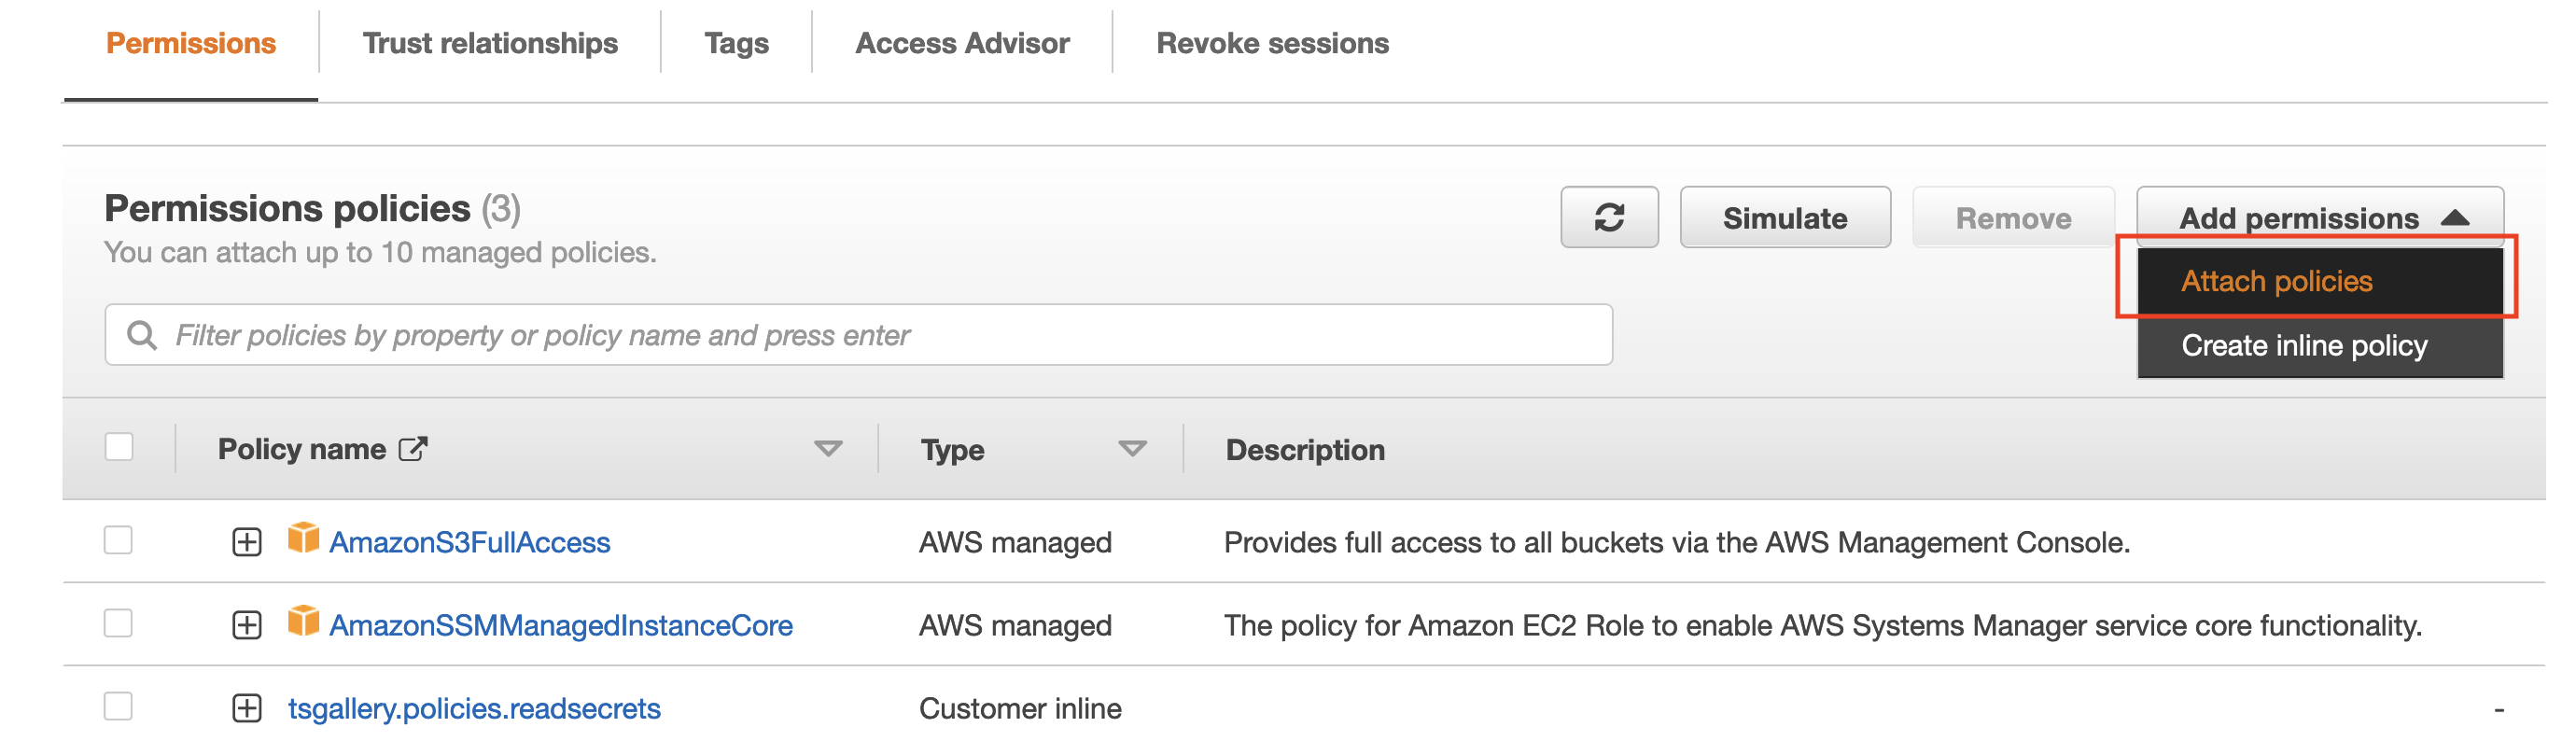 Permissions Trust relationships Tags Access Advisor Revoke sessions
Permissions policies (3)
You can attach up to 10 managed policies.
Simulate Remove Add permissions
Attach policies
Create inline policy
Filter policies by property or policy name and press enter
Policy name Type Description
AmazonS3FullAccess AWS managed Provides full access to all buckets via the AWS Management Console.
AmazonSSMManagedInstanceCore AWS managed The policy for Amazon EC2 Role to enable AWS Systems Manager service core functionality.
tsgallery.policies.readsecrets Customer inline -